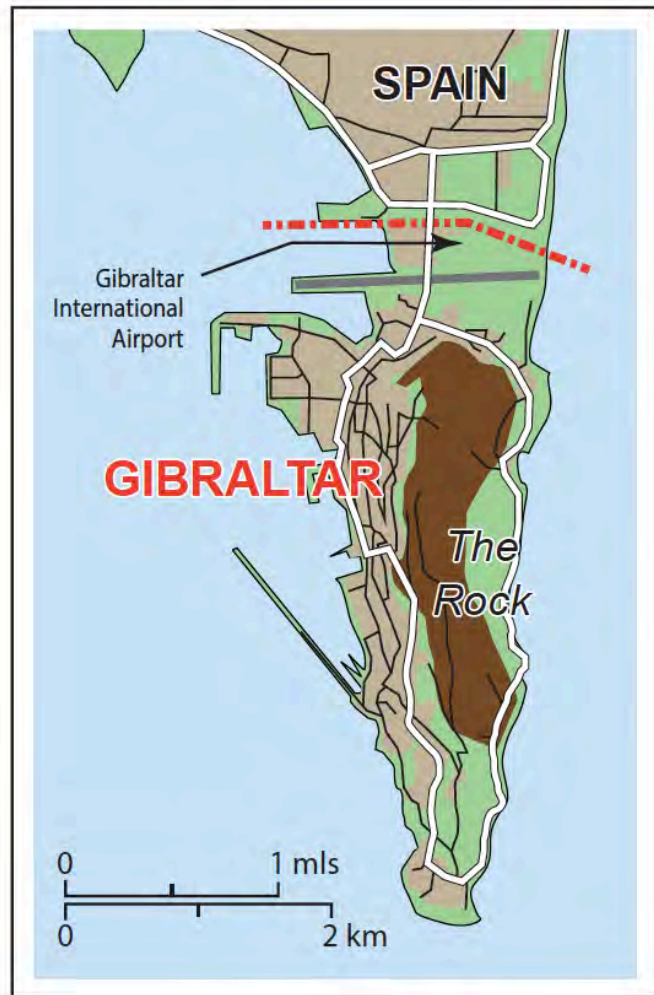 SPAIN
Gibraltar
International
Airport
GIBRALTAR
The
Rock
0 1 mls
0 2 km